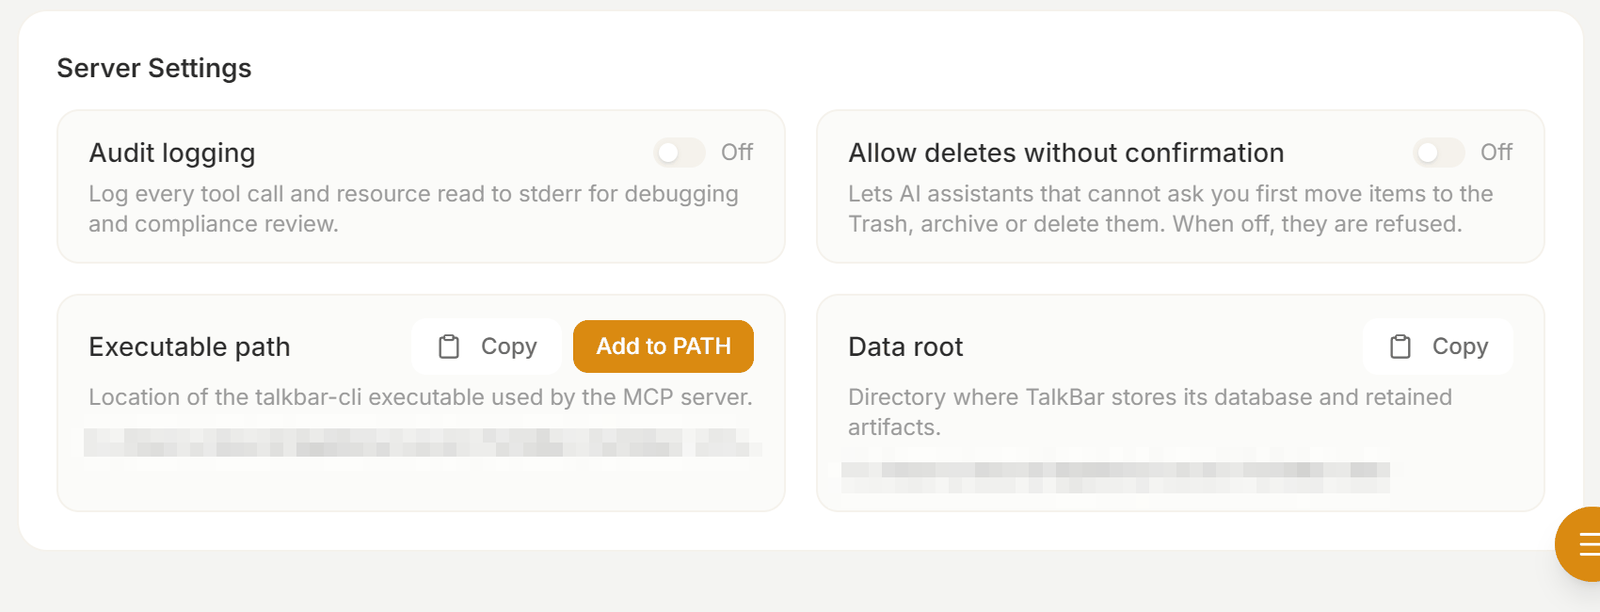 Server Settings
Audit logging
Off
Log every tool call and resource read to stderr for debugging
and compliance review.
Allow deletes without confirmation
Off
Lets AI assistants that cannot ask you first move items to the
Trash, archive or delete them. When off, they are refused.
Executable path
Copy
Add to PATH
Location of the talkbar-cli executable used by the MCP server.
Data root
Copy
Directory where TalkBar stores its database and retained
artifacts.